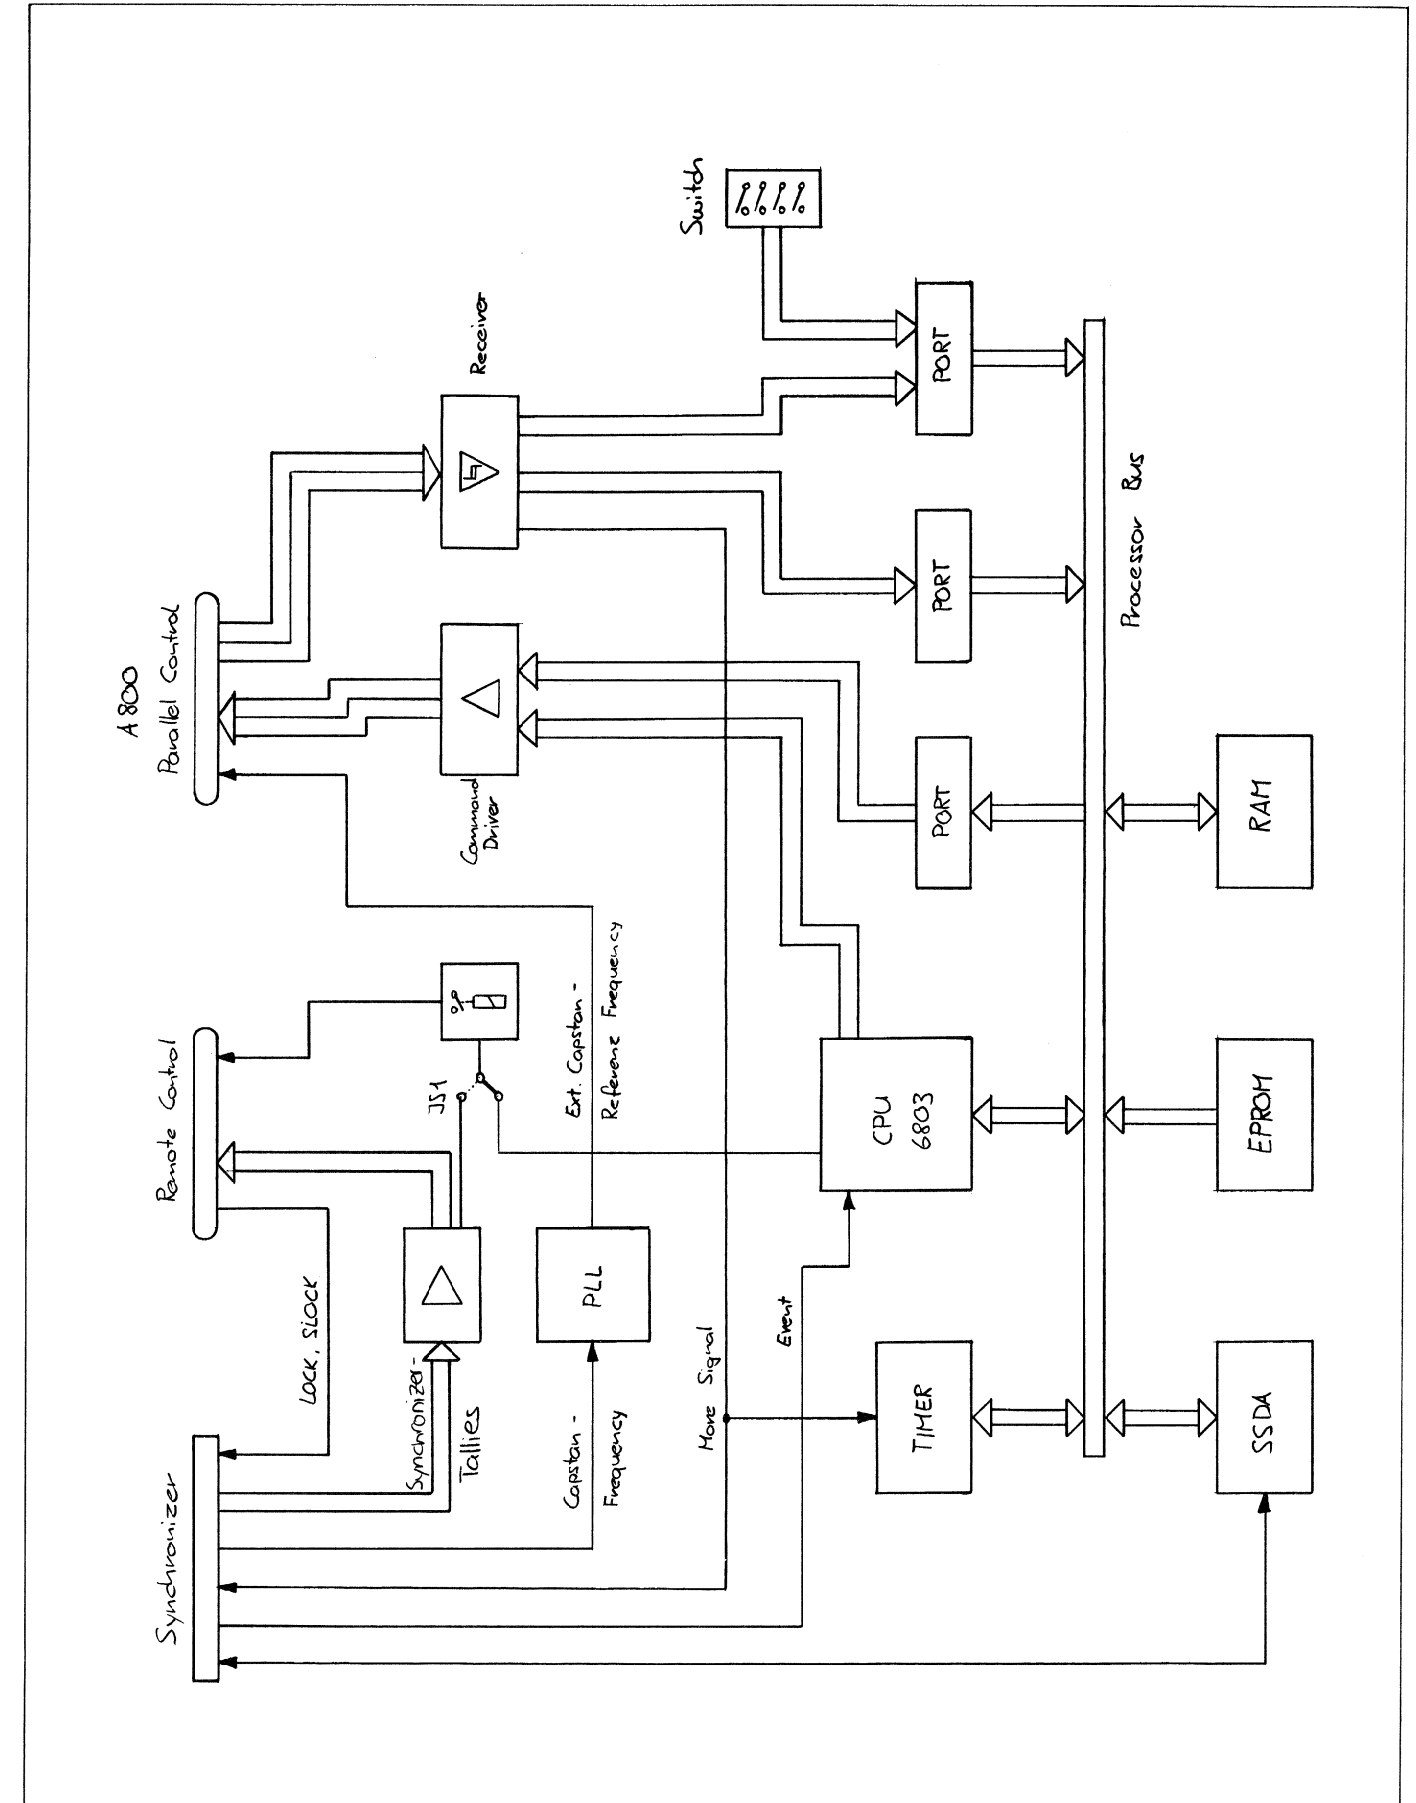 Synchronizer
Remote Control
A800
Parallel Control
LOCK, SLOCK
Synchronizer-
Tallies
JS1
Command
Driver
Receiver
Capstan-
Frequency
PLL
Ext. Capstan-
Reference Frequency
Switch
Move Signal
Event
TIMER
CPU
6803
PORT
PORT
PORT
Processor Bus
SSDA
EPROM
RAM